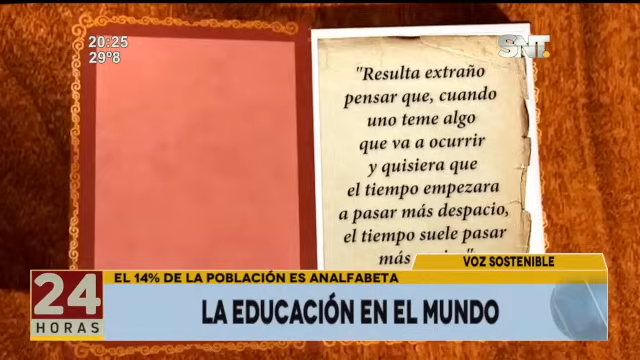 20:25
29º8
SNT.
"Resulta extraño
pensar que, cuando
uno teme algo
que va a ocurrir
y quisiera que
el tiempo empezara
a pasar más despacio,
el tiempo suele pasar
más
VOZ SOSTENIBLE
EL 14% DE LA POBLACIÓN ES ANALFABETA
24
HORAS
LA EDUCACIÓN EN EL MUNDO